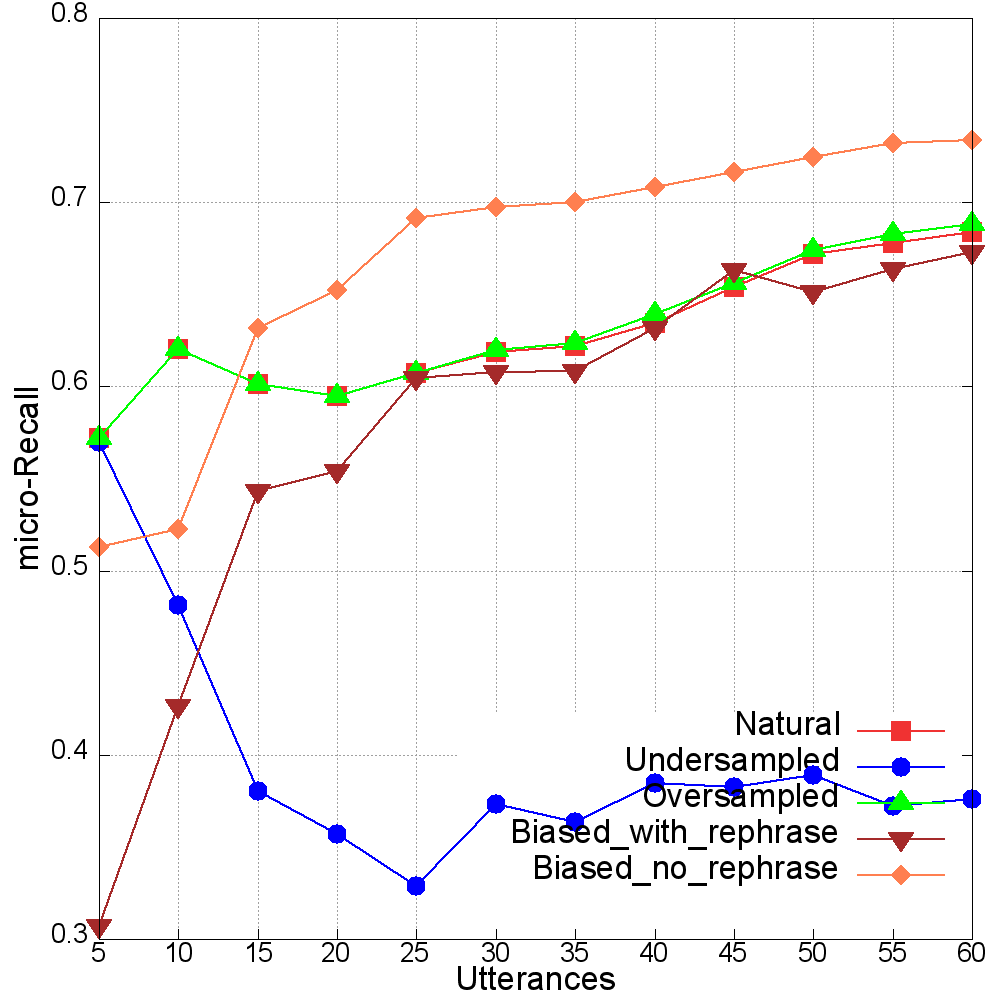 0.8
0.7
0.6
0.5
0.4
0.3
micro-Recall
Natural
Undersampled
Oversampled
Biased_with_rephrase
Biased_no_rephrase
5 10 15 20 25 30 35 40 45 50 55 60
Utterances